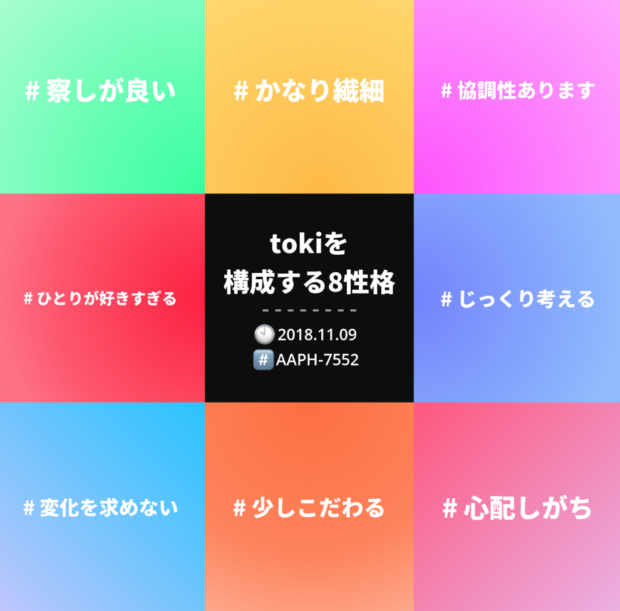 # 察しが良い
# かなり繊細
# 協調性あります
# ひとりが好きすぎる
tokiを
構成する8性格
--------
🕙2018.11.09
#️⃣AAPH-7552
# じっくり考える
# 変化を求めない
# 少しこだわる
# 心配しがち